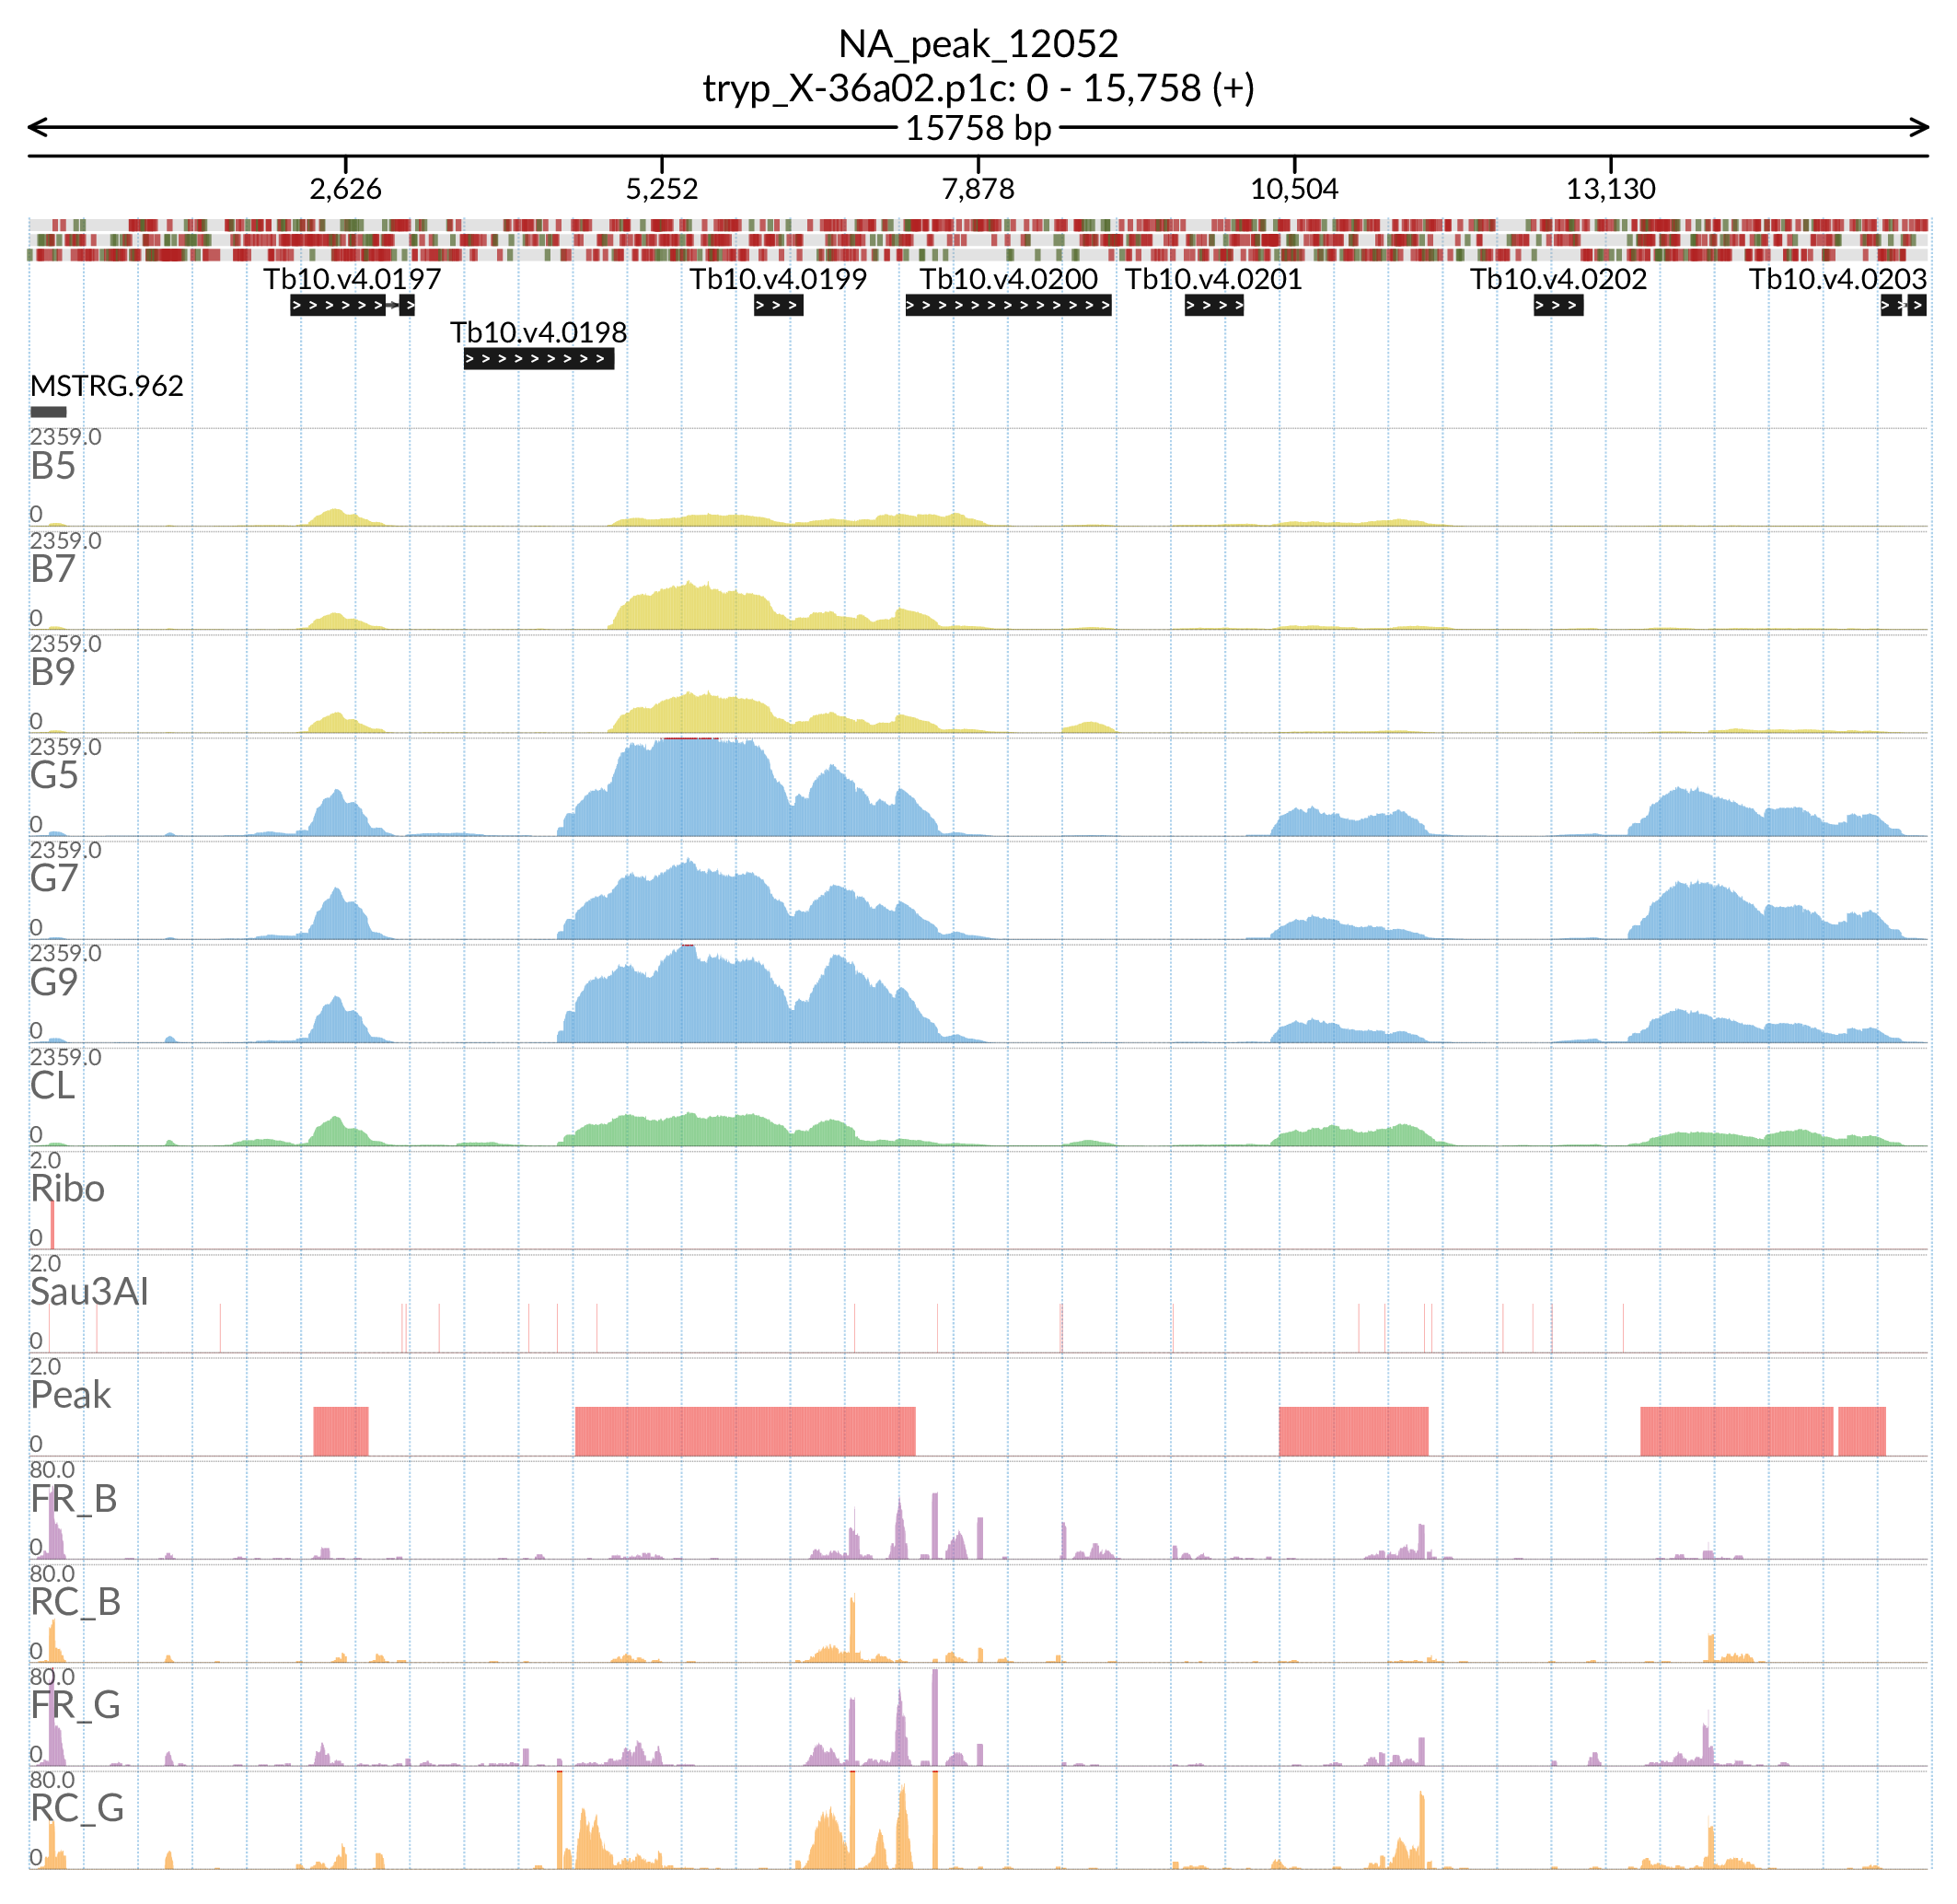 NA_peak_12052
tryp_X-36a02.p1c: 0 - 15,758 (+)
15758 bp
2,626 5,252 7,878 10,504 13,130
Tb10.v4.0197 Tb10.v4.0199 Tb10.v4.0200 Tb10.v4.0201 Tb10.v4.0202 Tb10.v4.0203
Tb10.v4.0198
MSTRG.962
2359.0
B5
0
2359.0
B7
0
2359.0
B9
0
2359.0
G5
0
2359.0
G7
0
2359.0
G9
0
2359.0
CL
0
2.0
Ribo
0
2.0
Sau3AI
0
2.0
Peak
0
80.0
FR_B
0
80.0
RC_B
0
80.0
FR_G
0
80.0
RC_G
0